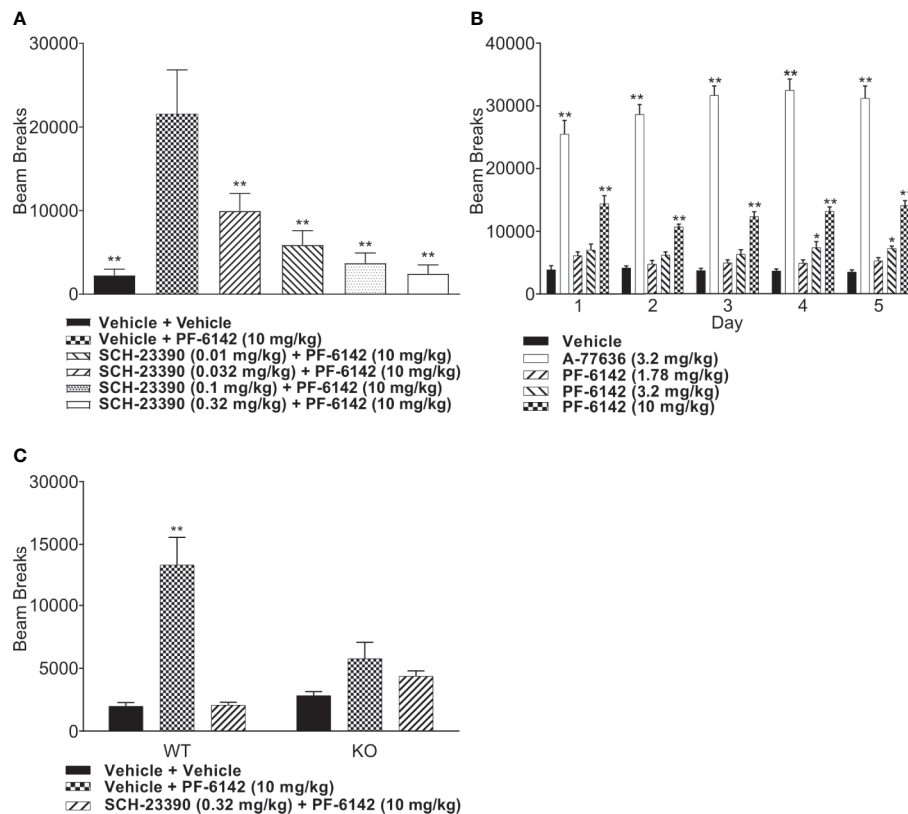 A
30000
20000
10000
0
Beam Breaks
**
**
**
**
**
Vehicle + Vehicle
Vehicle + PF-6142 (10 mg/kg)
SCH-23390 (0.01 mg/kg) + PF-6142 (10 mg/kg)
SCH-23390 (0.032 mg/kg) + PF-6142 (10 mg/kg)
SCH-23390 (0.1 mg/kg) + PF-6142 (10 mg/kg)
SCH-23390 (0.32 mg/kg) + PF-6142 (10 mg/kg)
B
40000
30000
20000
10000
0
Beam Breaks
** ** ** ** **
** ** ** * ** * **
1 2 3 4 5
Day
Vehicle
A-77636 (3.2 mg/kg)
PF-6142 (1.78 mg/kg)
PF-6142 (3.2 mg/kg)
PF-6142 (10 mg/kg)
C
30000
15000
10000
5000
0
Beam Breaks
**
WT KO
Vehicle + Vehicle
Vehicle + PF-6142 (10 mg/kg)
SCH-23390 (0.32 mg/kg) + PF-6142 (10 mg/kg)